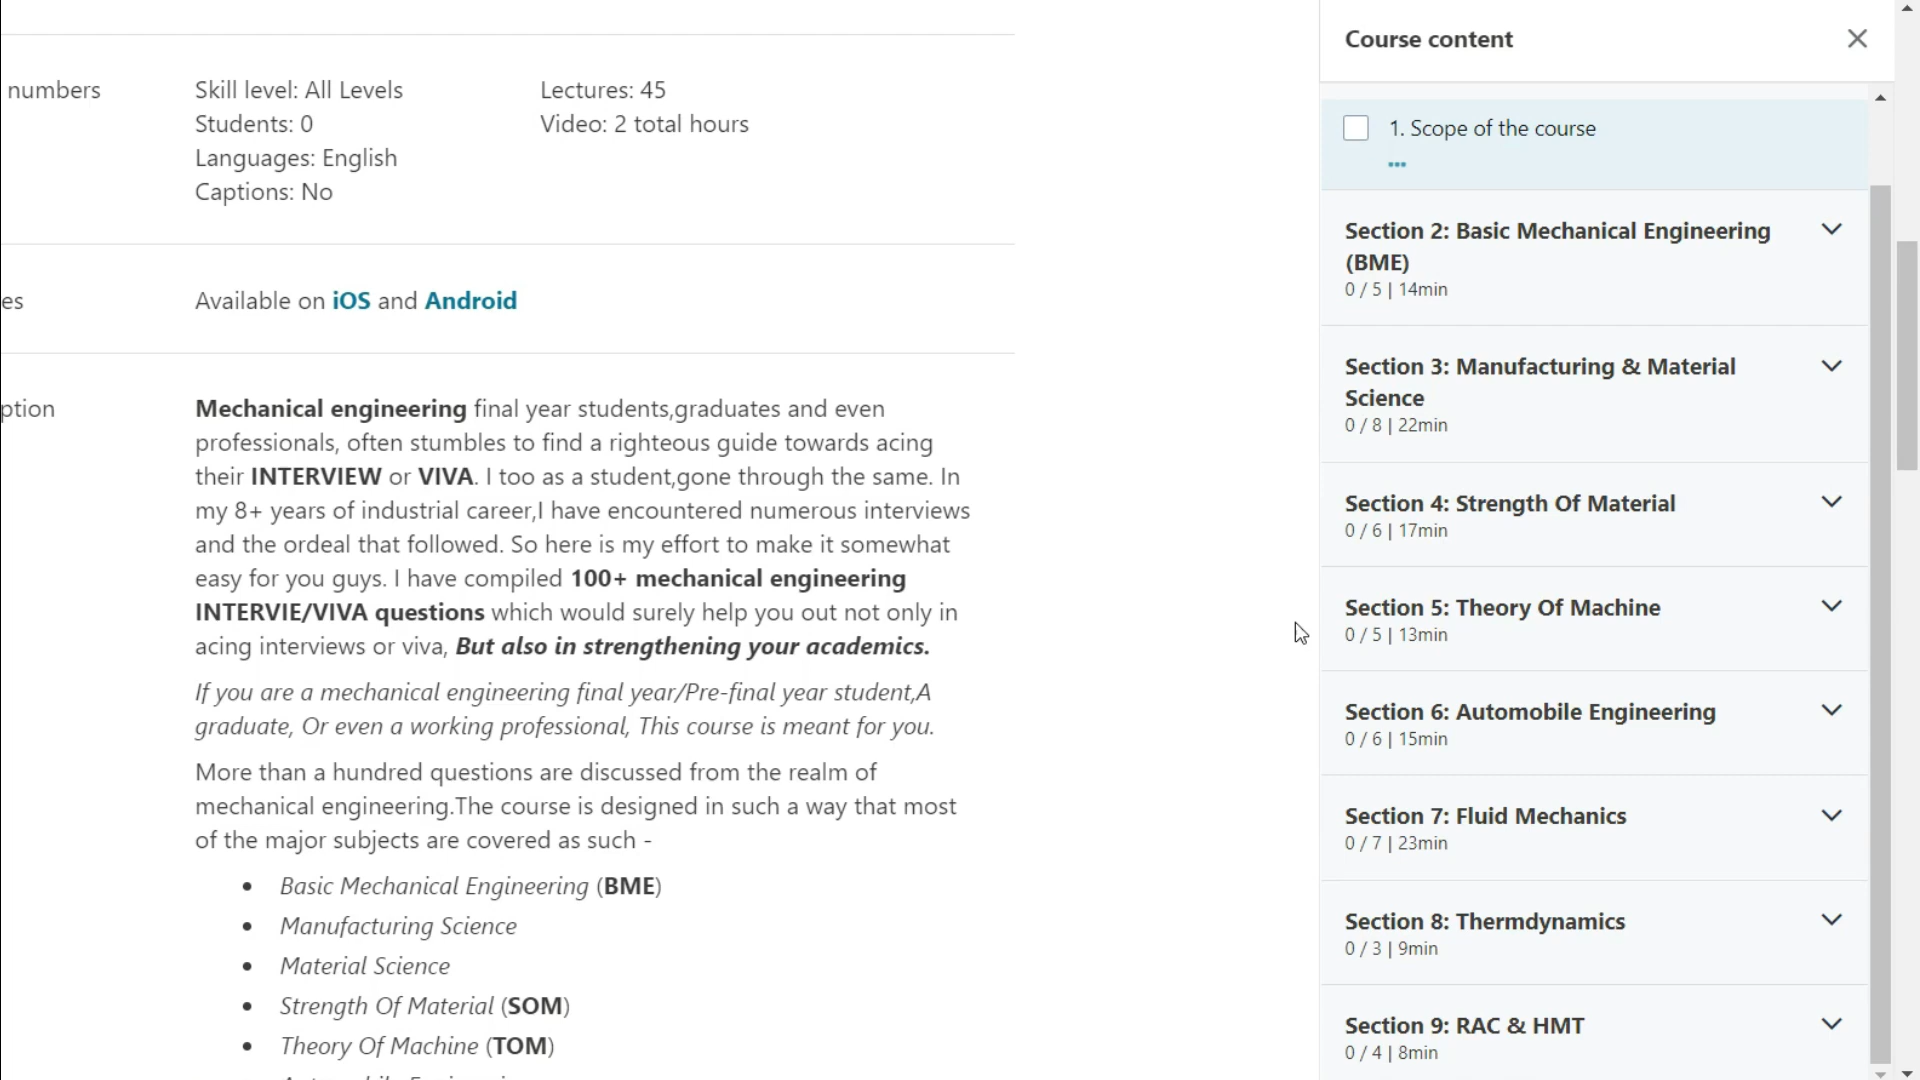 numbers
Skill level: All Levels
Students: 0
Languages: English
Captions: No
Lectures: 45
Video: 2 total hours
es
Available on iOS and Android
ption
Mechanical engineering final year students,graduates and even
professionals, often stumbles to find a righteous guide towards acing
their INTERVIEW or VIVA. I too as a student,gone through the same. In
my 8+ years of industrial career,I have encountered numerous interviews
and the ordeal that followed. So here is my effort to make it somewhat
easy for you guys. I have compiled 100+ mechanical engineering
INTERVIE/VIVA questions which would surely help you out not only in
acing interviews or viva, But also in strengthening your academics.
If you are a mechanical engineering final year/Pre-final year student,A
graduate, Or even a working professional, This course is meant for you.
More than a hundred questions are discussed from the realm of
mechanical engineering.The course is designed in such a way that most
of the major subjects are covered as such -
• Basic Mechanical Engineering (BME)
• Manufacturing Science
• Material Science
• Strength Of Material (SOM)
• Theory Of Machine (TOM)
Course content
1. Scope of the course
Section 2: Basic Mechanical Engineering
(BME)
0 / 5 | 14min
Section 3: Manufacturing & Material
Science
0 / 8 | 22min
Section 4: Strength Of Material
0 / 6 | 17min
Section 5: Theory Of Machine
0 / 5 | 13min
Section 6: Automobile Engineering
0 / 6 | 15min
Section 7: Fluid Mechanics
0 / 7 | 23min
Section 8: Thermdynamics
0 / 3 | 9min
Section 9: RAC & HMT
0 / 4 | 8min